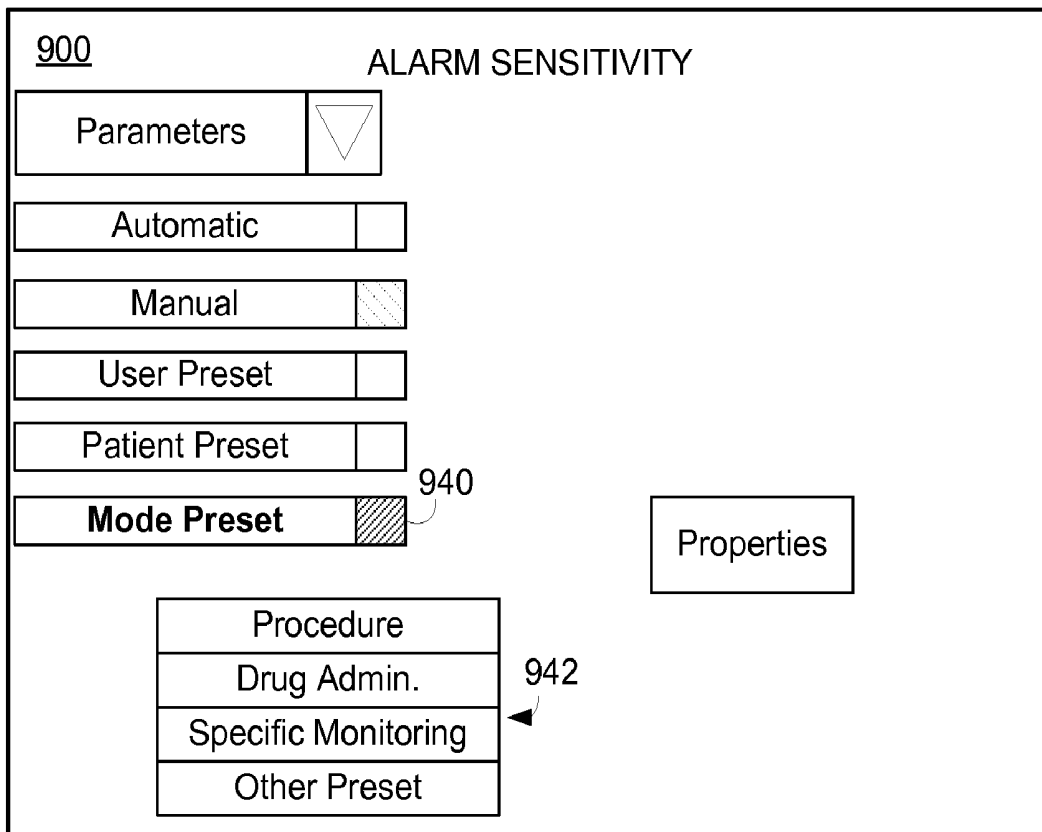 900
ALARM SENSITIVITY
Parameters
Automatic
Manual
User Preset
Patient Preset
Mode Preset
940
Properties
Procedure
Drug Admin.
942
Specific Monitoring
Other Preset